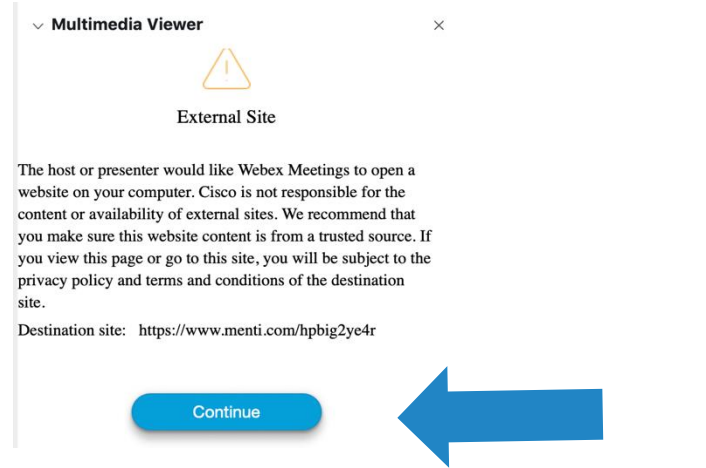 Multimedia Viewer
External Site
The host or presenter would like Webex Meetings to open a
website on your computer. Cisco is not responsible for the
content or availability of external sites. We recommend that
you make sure this website content is from a trusted source. If
you view this page or go to this site, you will be subject to the
privacy policy and terms and conditions of the destination
site.
Destination site: https://www.menti.com/hpbig2ye4r
Continue